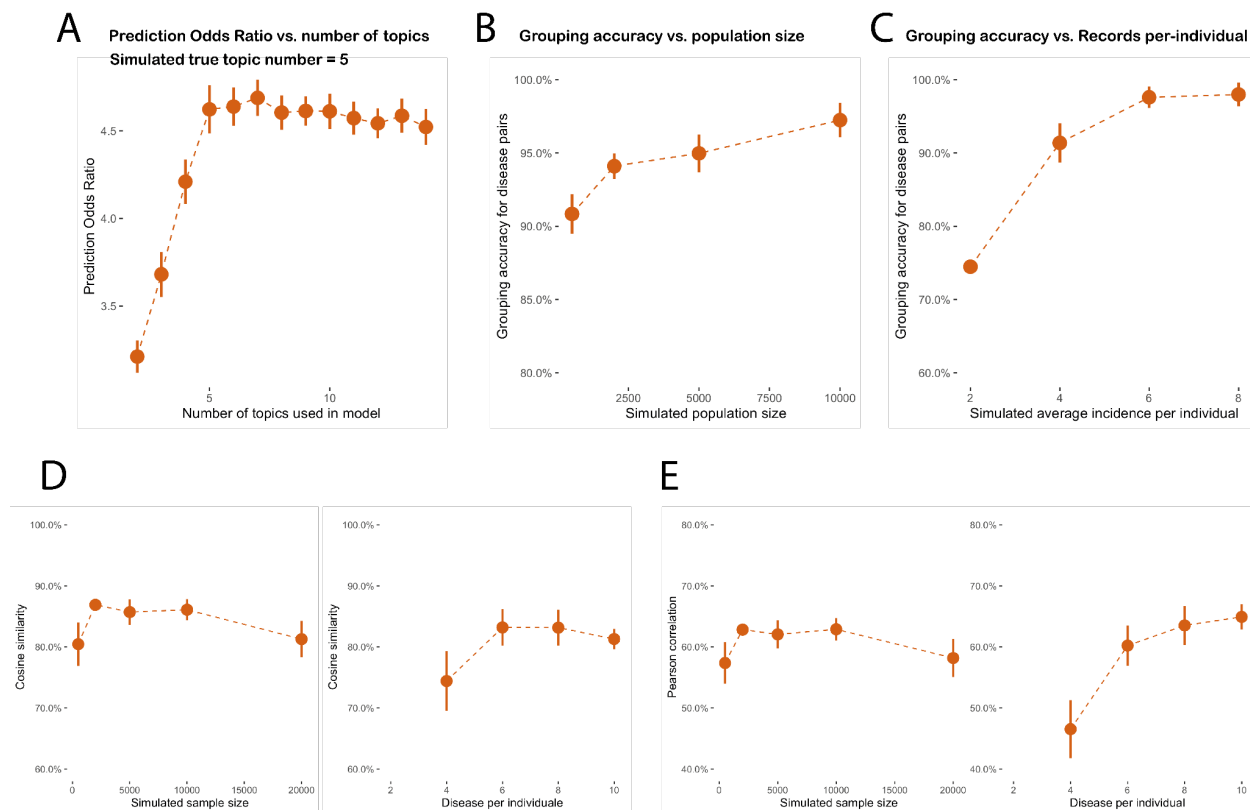 A Prediction Odds Ratio vs. number of topics
Simulated true topic number = 5
Prediction Odds Ratio
4.5
4.0
3.5
5 10
Number of topics used in model
B Grouping accuracy vs. population size
Grouping accuracy for disease pairs
100.0%
95.0%
90.0%
85.0%
80.0%
2500 5000 7500 10000
Simulated population size
C Grouping accuracy vs. Records per-individual
Grouping accuracy for disease pairs
100.0%
90.0%
80.0%
70.0%
60.0%
2 4 6 8
Simulated average incidence per individual
D
Cosine similarity
100.0%
90.0%
80.0%
70.0%
60.0%
0 5000 10000 15000 20000
Simulated sample size
Cosine similarity
100.0%
90.0%
80.0%
70.0%
60.0%
2 4 6 8 10
Disease per individuale
E
Pearson correlation
80.0%
70.0%
60.0%
50.0%
40.0%
0 5000 10000 15000 20000
Simulated sample size
80.0%
70.0%
60.0%
50.0%
40.0%
2 4 6 8 10
Disease per individual